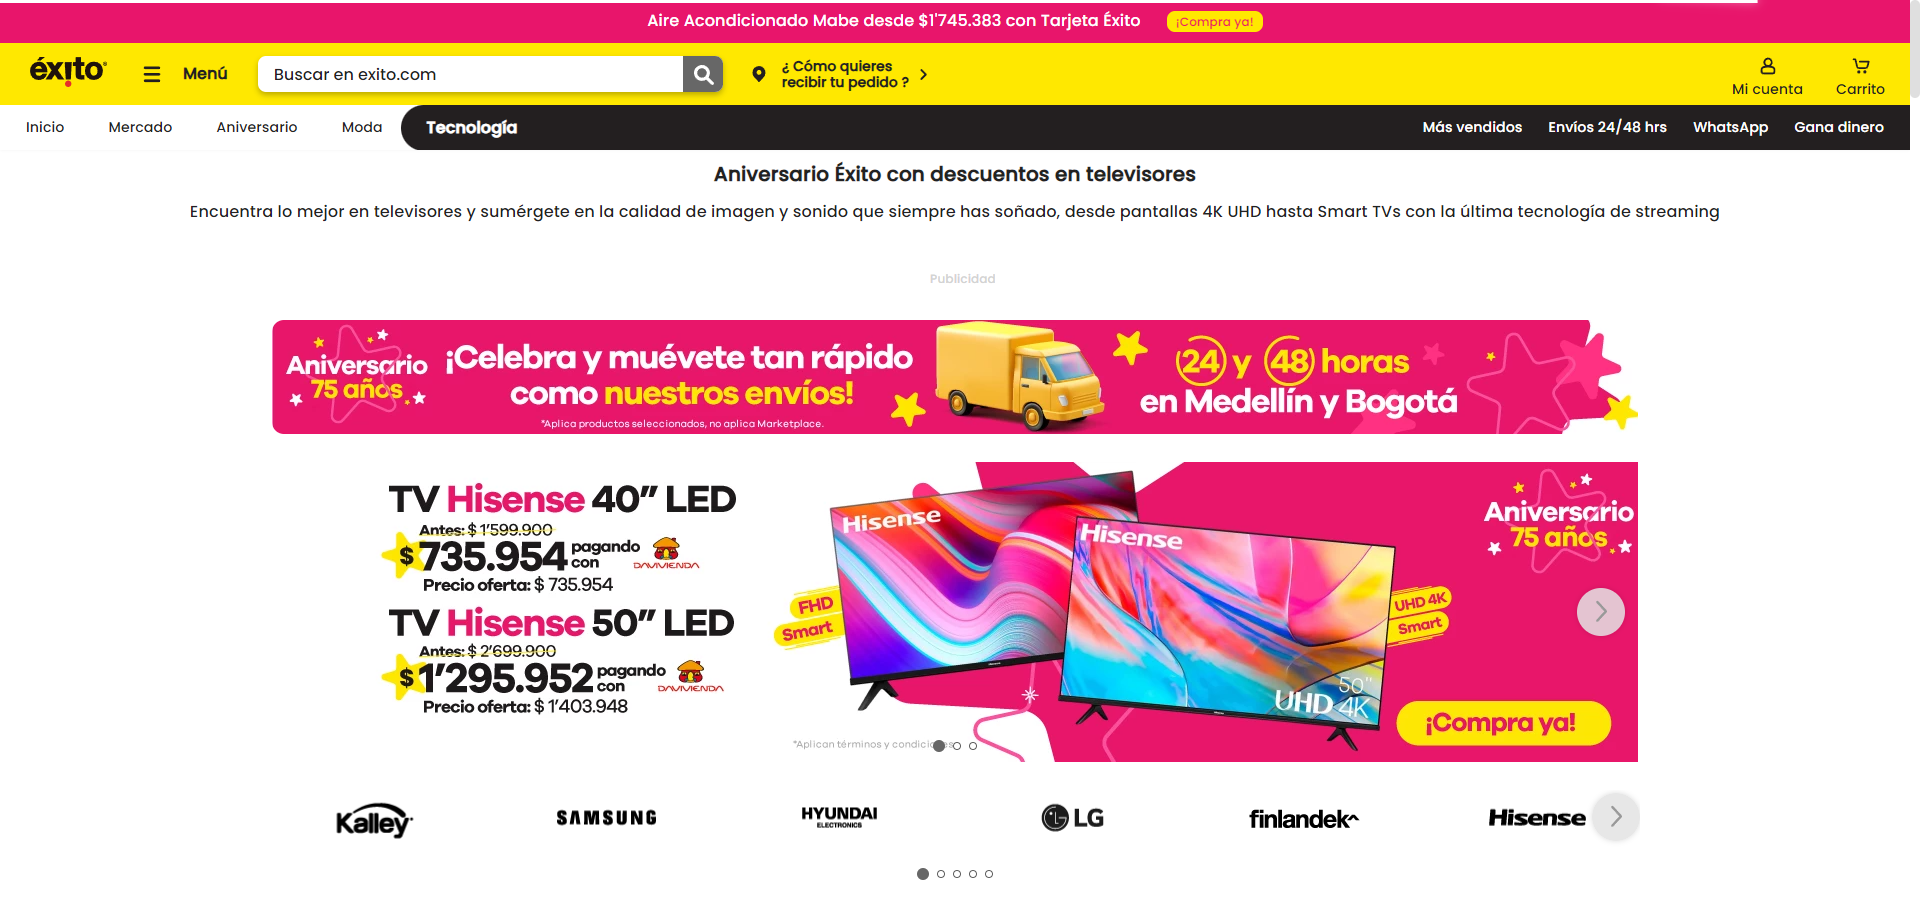 Aire Acondicionado Mabe desde $1'745.383 con Tarjeta Éxito ¡Compra ya!
éxito
Menú
Buscar en exito.com
¿ Cómo quieres
recibir tu pedido ?
Mi cuenta
Carrito
Inicio Mercado Aniversario Moda Tecnología Más vendidos Envíos 24/48 hrs WhatsApp Gana dinero
Aniversario Éxito con descuentos en televisores
Encuentra lo mejor en televisores y sumérgete en la calidad de imagen y sonido que siempre has soñado, desde pantallas 4K UHD hasta Smart TVs con la última tecnología de streaming
Publicidad
Aniversario
75 años
¡Celebra y muévete tan rápido
como nuestros envíos!
*Aplica productos seleccionados, no aplica Marketplace.
24 y 48 horas
en Medellín y Bogotá
TV Hisense 40” LED
Antes: $ 1’599.900
$ 735.954 pagando
con
DAVIVIENDA
Precio oferta: $ 735.954
TV Hisense 50” LED
Antes: $ 2’699.900
$ 1’295.952 pagando
con
DAVIVIENDA
Precio oferta: $ 1’403.948
Hisense
FHD
Smart
Hisense
UHD 4K
Smart
50"
UHD 4K
Aniversario
75 años
¡Compra ya!
*Aplican términos y condiciones
Kalley
SAMSUNG
HYUNDAI
ELECTRONICS
LG
finlandek
Hisense